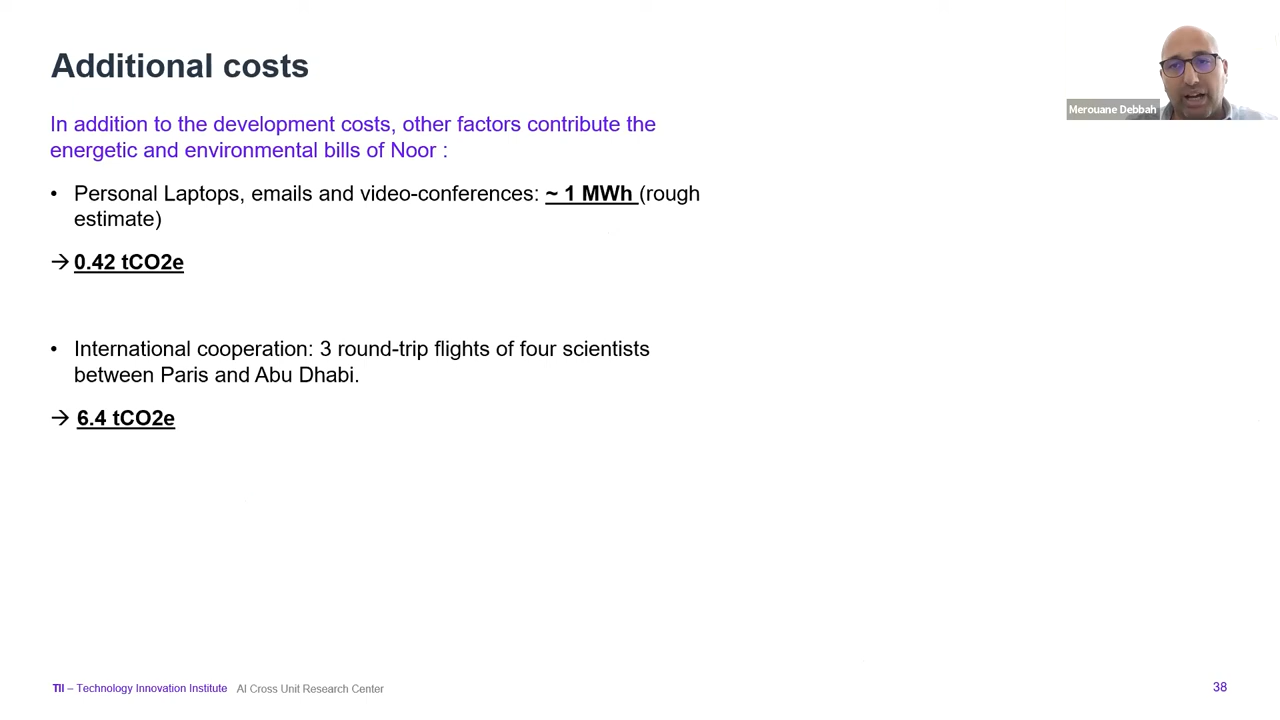 Additional costs
Merouane Debbah
In addition to the development costs, other factors contribute the
energetic and environmental bills of Noor :
• Personal Laptops, emails and video-conferences: ~ 1 MWh (rough
estimate)
→ 0.42 tCO2e
• International cooperation: 3 round-trip flights of four scientists
between Paris and Abu Dhabi.
→ 6.4 tCO2e
TII – Technology Innovation Institute AI Cross Unit Research Center
38